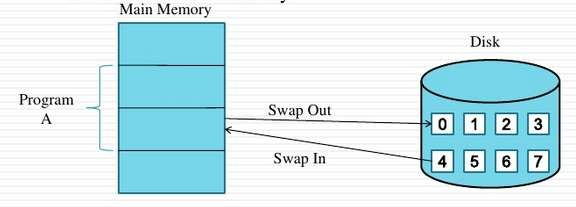 Main Memory
Disk
Program
A
Swap Out
0 1 2 3
Swap In
4 5 6 7